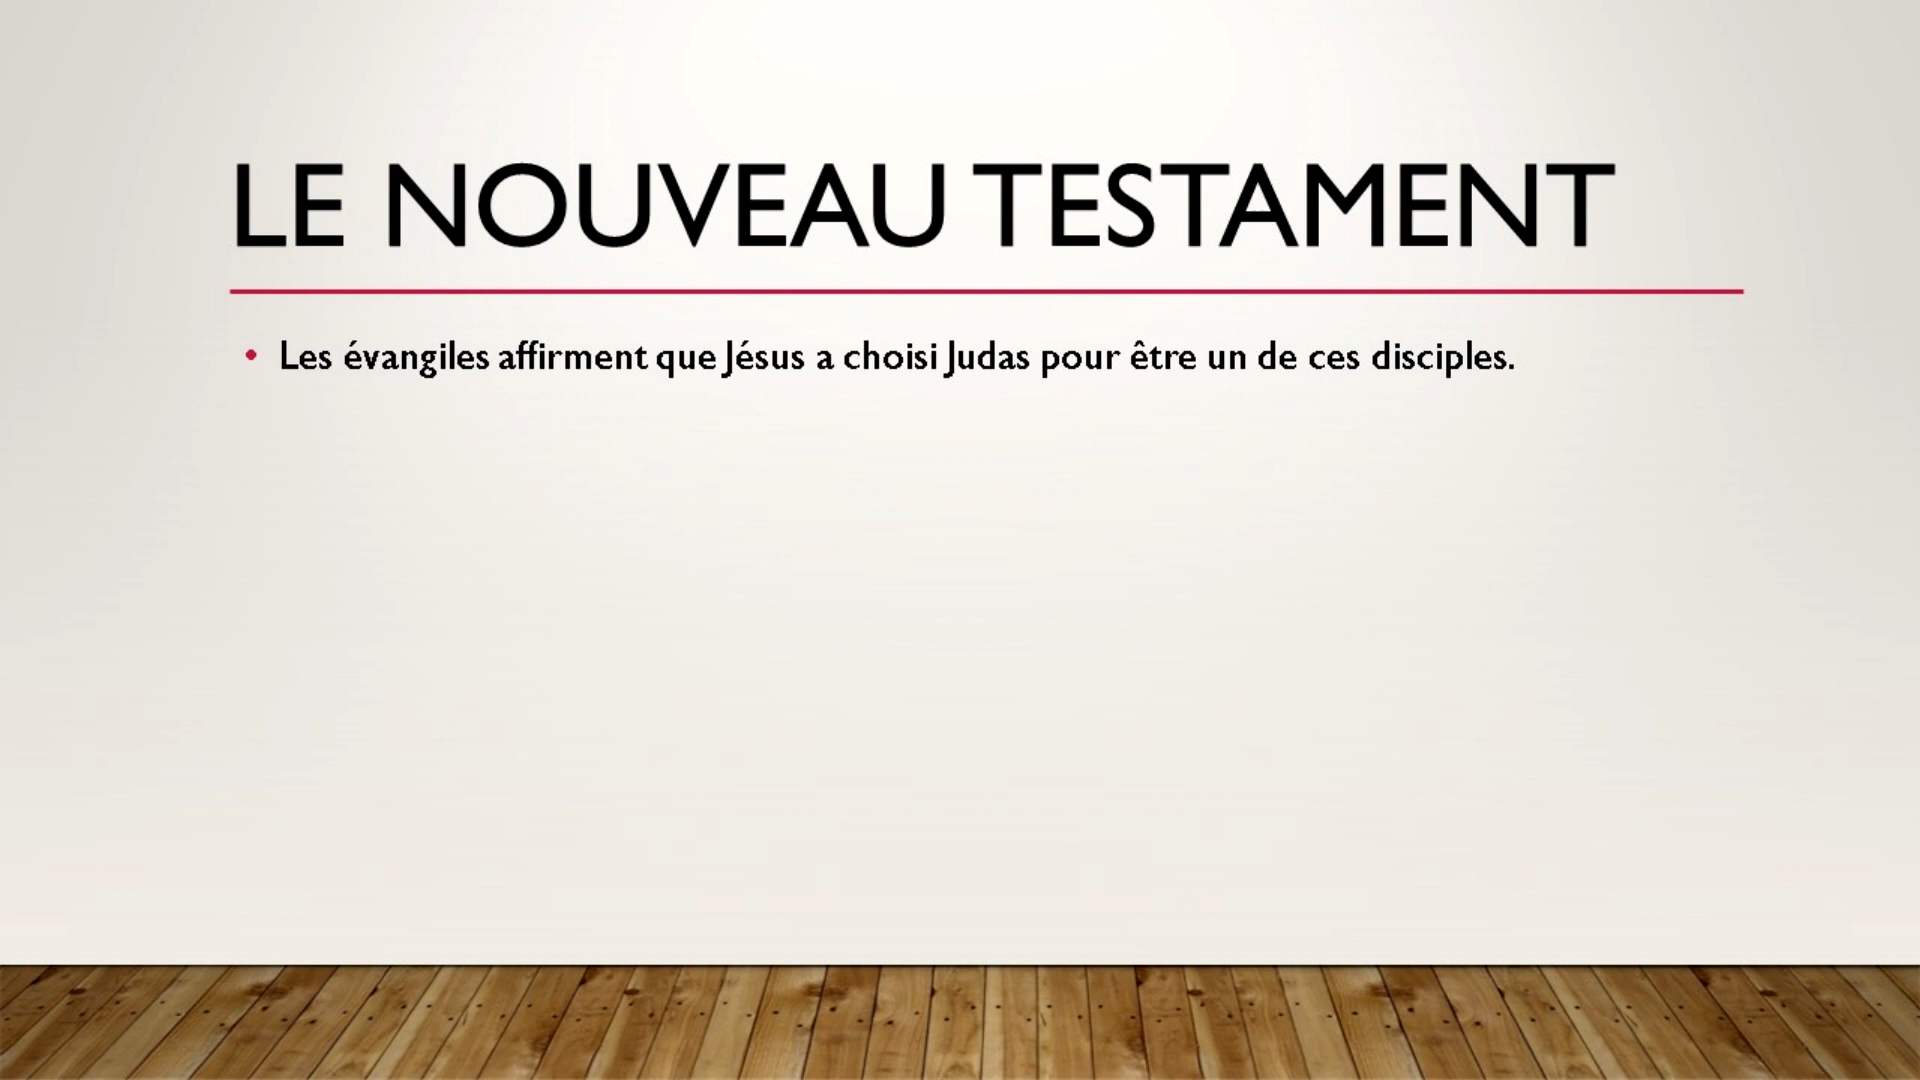 LE NOUVEAU TESTAMENT
• Les évangiles affirment que Jésus a choisi Judas pour être un de ces disciples.